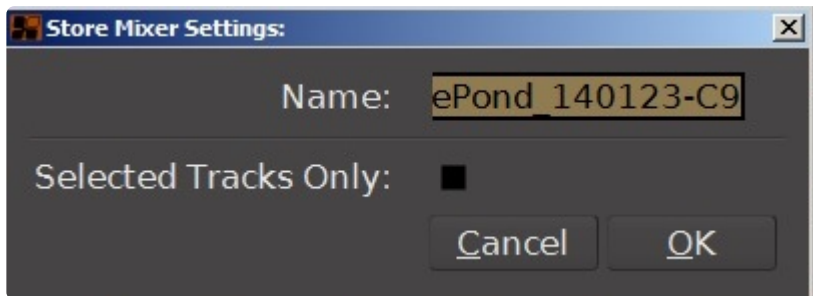 Store Mixer Settings:
Name: ePond_140123-C9
Selected Tracks Only:
Cancel OK